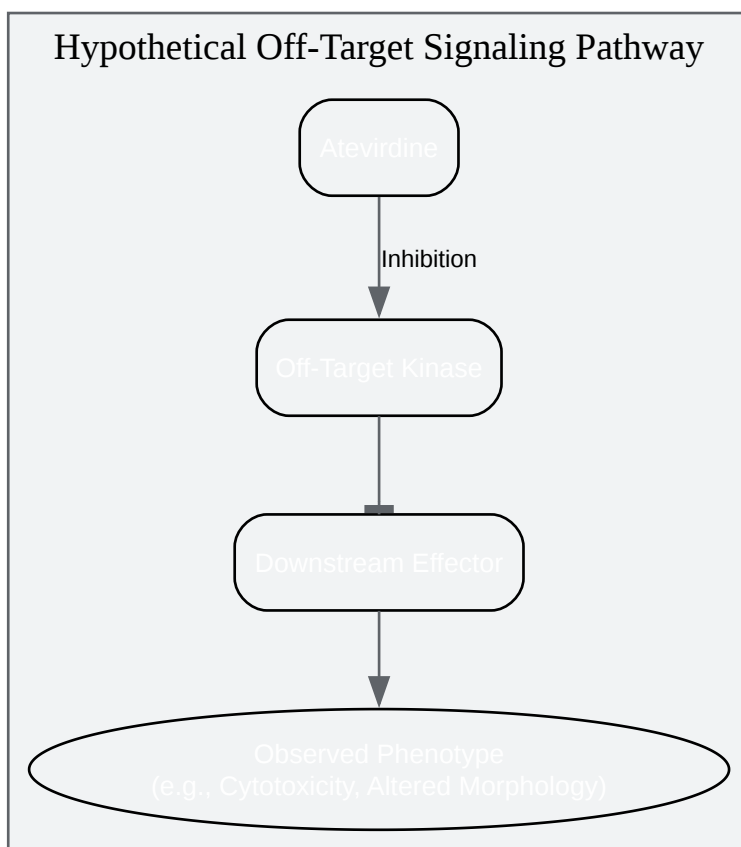 Hypothetical Off-Target Signaling Pathway
Atevirdine
Inhibition
Off-Target Kinase
Downstream Effector
Observed Phenotype
(e.g., Cytotoxicity, Altered Morphology)